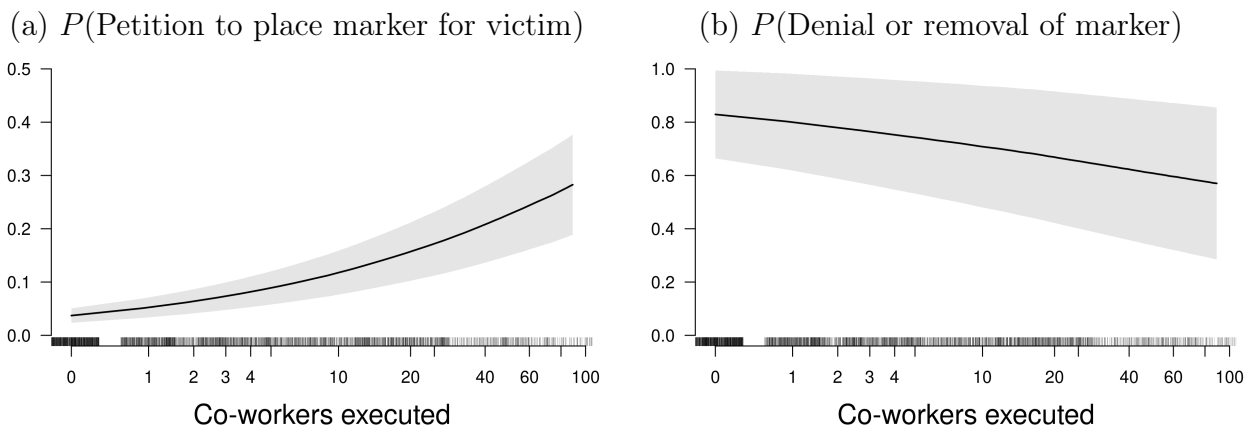 (a) P(Petition to place marker for victim)
0.5
0.4
0.3
0.2
0.1
0.0
0 1 2 3 4 10 20 40 60 100
Co-workers executed
(b) P(Denial or removal of marker)
1.0
0.8
0.6
0.4
0.2
0.0
0 1 2 3 4 10 20 40 60 100
Co-workers executed